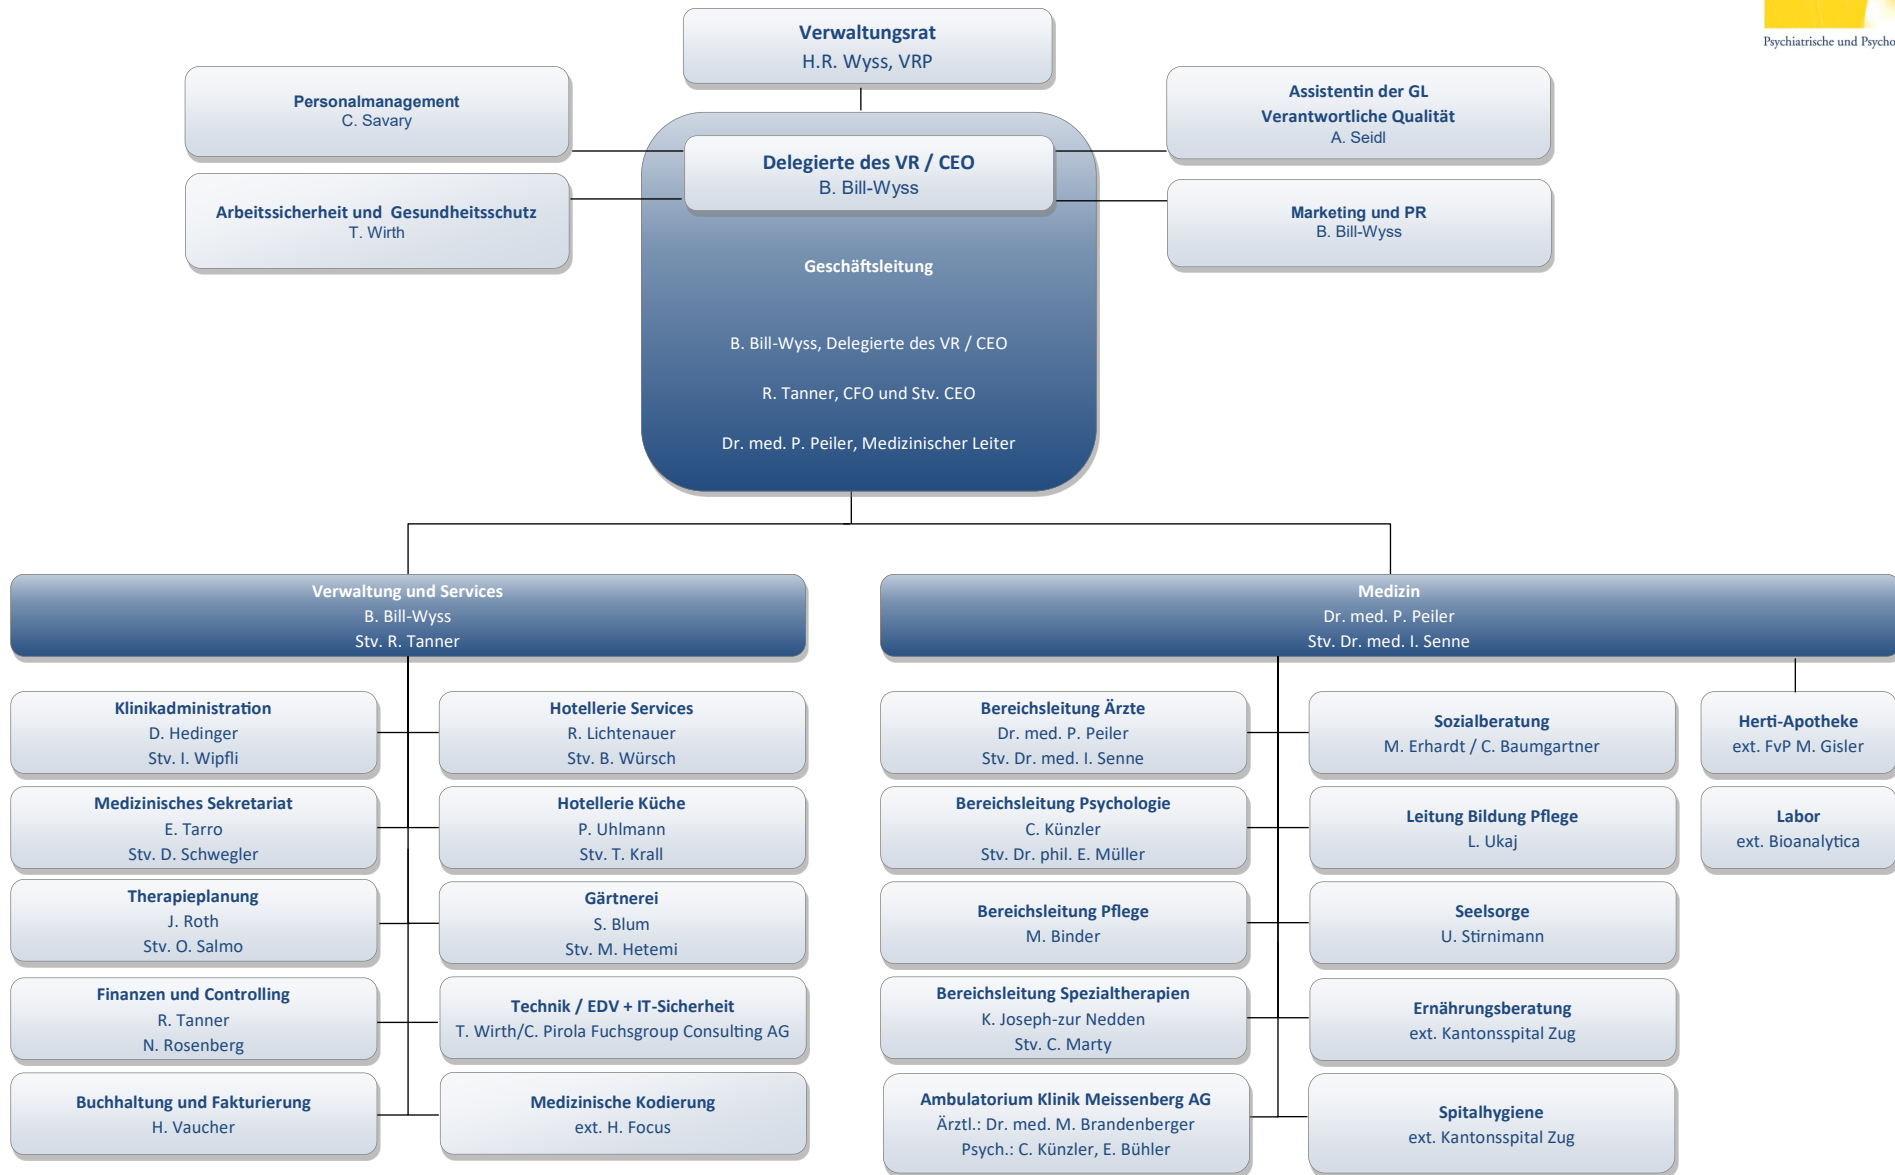 Psychiatrische und Psycho
Verwaltungsrat
H.R. Wyss, VRP
Personalmanagement
C. Savary
Assistentin der GL
Verantwortliche Qualität
A. Seidl
Delegierte des VR / CEO
B. Bill-Wyss
Arbeitssicherheit und Gesundheitsschutz
T. Wirth
Marketing und PR
B. Bill-Wyss
Geschäftsleitung
B. Bill-Wyss, Delegierte des VR / CEO
R. Tanner, CFO und Stv. CEO
Dr. med. P. Peiler, Medizinischer Leiter
Verwaltung und Services
B. Bill-Wyss
Stv. R. Tanner
Medizin
Dr. med. P. Peiler
Stv. Dr. med. I. Senne
Klinikadministration
D. Hedinger
Stv. I. Wipfli
Hotellerie Services
R. Lichtenauer
Stv. B. Würsch
Bereichsleitung Ärzte
Dr. med. P. Peiler
Stv. Dr. med. I. Senne
Sozialberatung
M. Erhardt / C. Baumgartner
Herti-Apotheke
ext. FvP M. Gisler
Medizinisches Sekretariat
E. Tarro
Stv. D. Schwegler
Hotellerie Küche
P. Uhlmann
Stv. T. Krall
Bereichsleitung Psychologie
C. Künzler
Stv. Dr. phil. E. Müller
Leitung Bildung Pflege
L. Ukaj
Labor
ext. Bioanalytica
Therapieplanung
J. Roth
Stv. O. Salmo
Gärtnerei
S. Blum
Stv. M. Hetemi
Bereichsleitung Pflege
M. Binder
Seelsorge
U. Stirnimann
Finanzen und Controlling
R. Tanner
N. Rosenberg
Technik / EDV + IT-Sicherheit
T. Wirth/C. Pirola Fuchsgroup Consulting AG
Bereichsleitung Spezialtherapien
K. Joseph-zur Nedden
Stv. C. Marty
Ernährungsberatung
ext. Kantonsspital Zug
Buchhaltung und Fakturierung
H. Vaucher
Medizinische Kodierung
ext. H. Focus
Ambulatorium Klinik Meissenberg AG
Ärztl.: Dr. med. M. Brandenberger
Psych.: C. Künzler, E. Bühler
Spitalhygiene
ext. Kantonsspital Zug